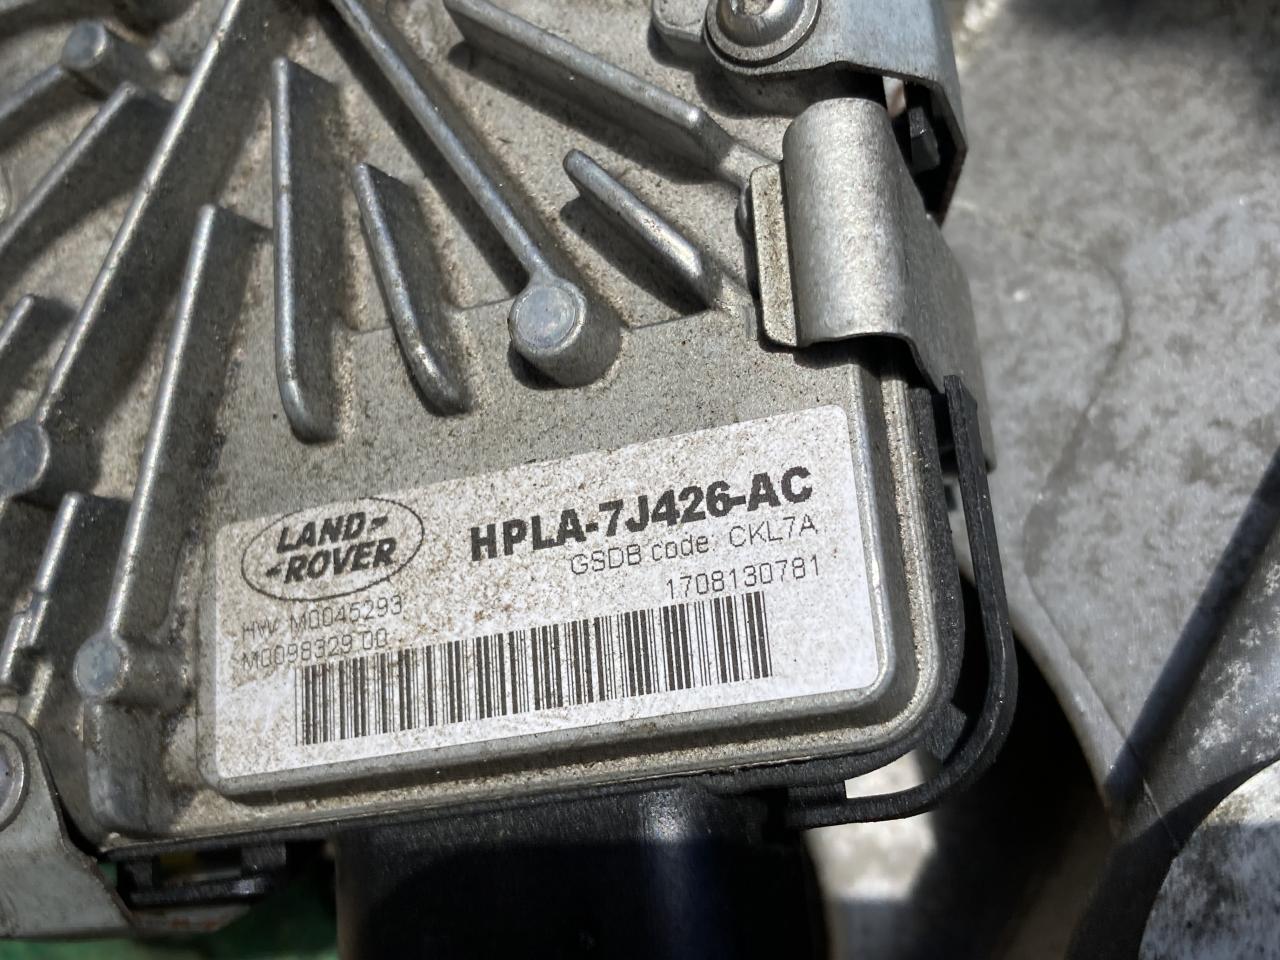 LAND-
-ROVER
HPLA-7J426-AC
GSDB code: CKL7A
1708130781
HW M0045293
M0098329 00